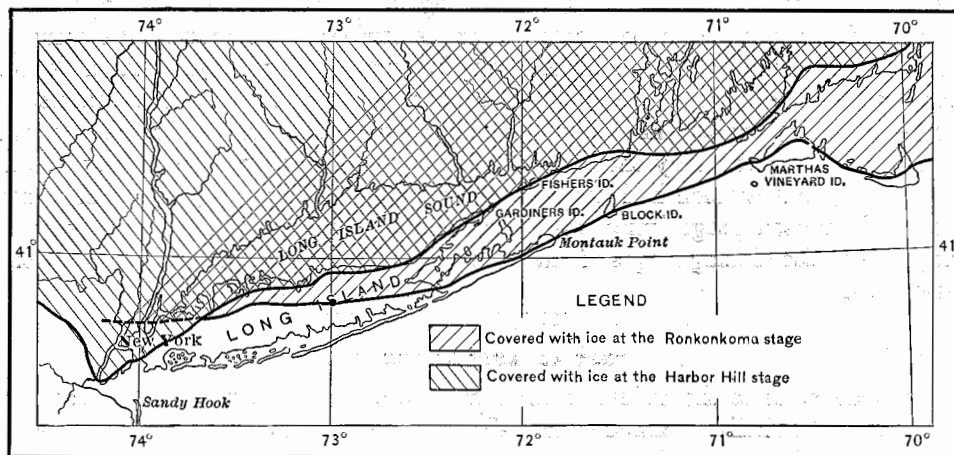 74° 73° 72° 71° 70°
FISHERS ID.
MARTHAS
VINEYARD ID.
LONG ISLAND SOUND
GARDINERS ID.
BLOCK ID.
Montauk Point
41° 41°
LONG ISLAND
LEGEND
New York
Covered with ice at the Ronkonkoma stage
Covered with ice at the Harbor Hill stage
Sandy Hook
74° 73° 72° 71° 70°